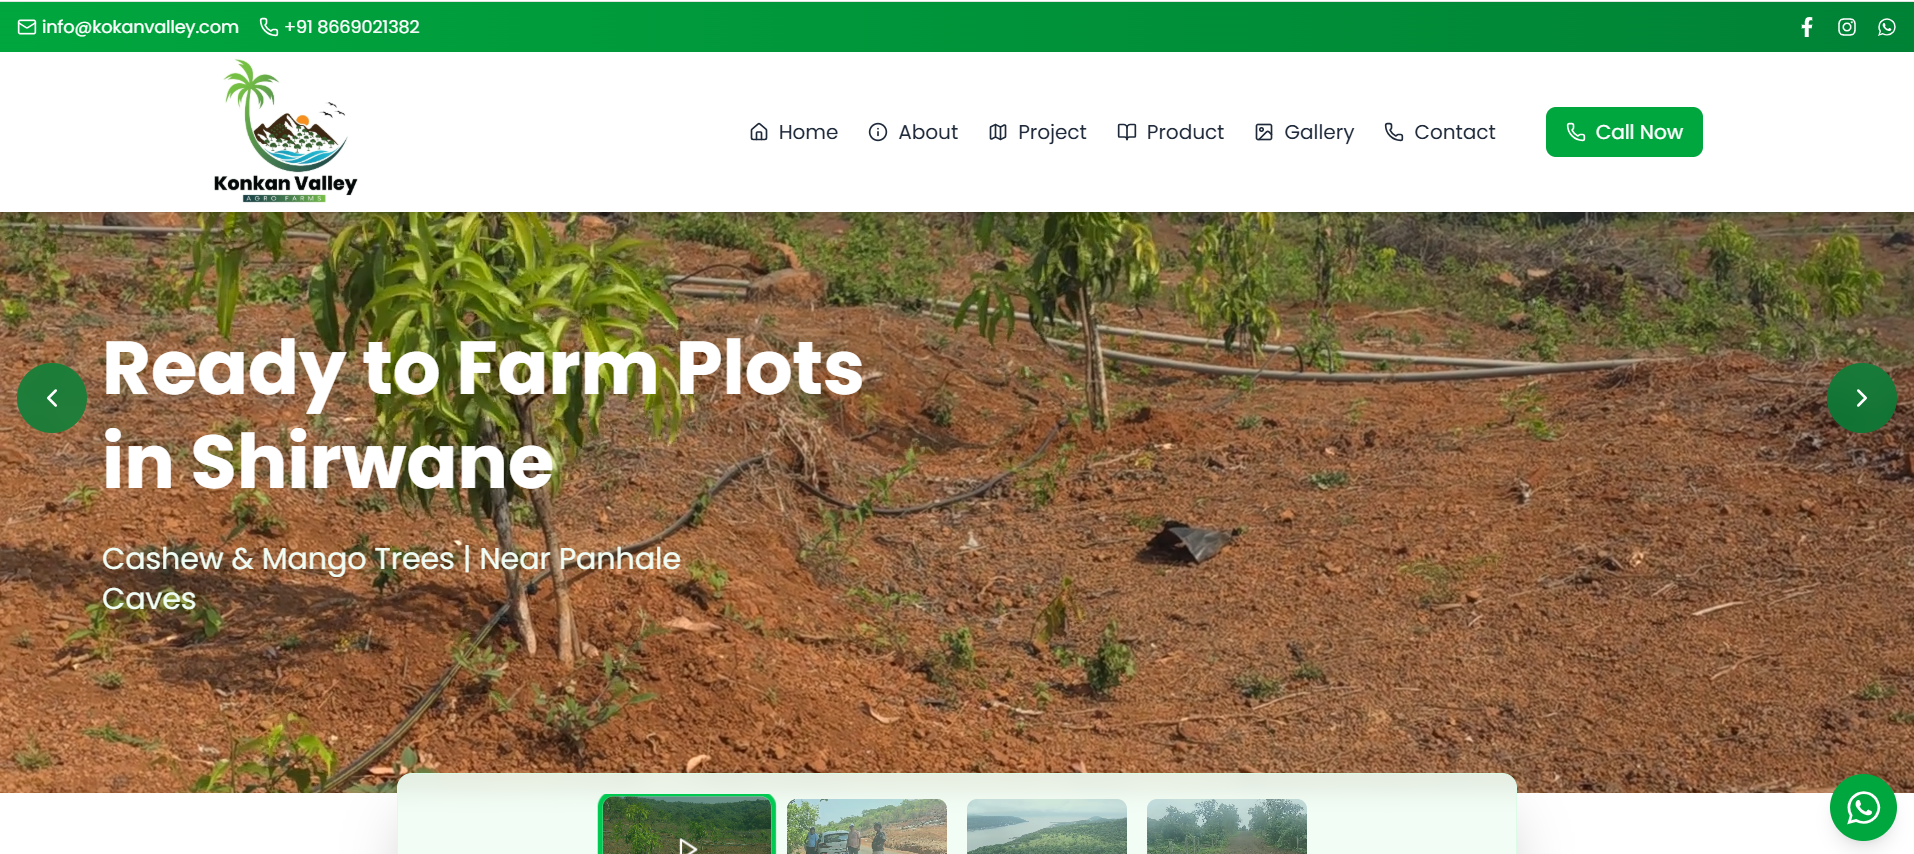 info@kokanvalley.com +91 8669021382
Konkan Valley
AGRO FARMS
Home About Project Product Gallery Contact Call Now
Ready to Farm Plots
in Shirwane
Cashew & Mango Trees | Near Panhale
Caves